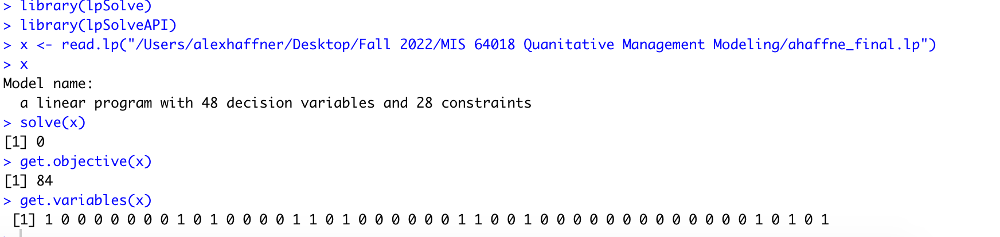 > library(lpSolve)
> library(lpSolveAPI)
> x <- read.lp("/Users/alexhaffner/Desktop/Fall 2022/MIS 64018 Quanitative Management Modeling/ahaffne_final.lp")
> x
Model name:
  a linear program with 48 decision variables and 28 constraints
> solve(x)
[1] 0
> get.objective(x)
[1] 84
> get.variables(x)
 [1] 1 0 0 0 0 0 0 0 1 0 1 0 0 0 0 1 1 0 1 0 0 0 0 0 0 1 1 0 0 1 0 0 0 0 0 0 0 0 0 0 0 0 0 1 0 1 0 1